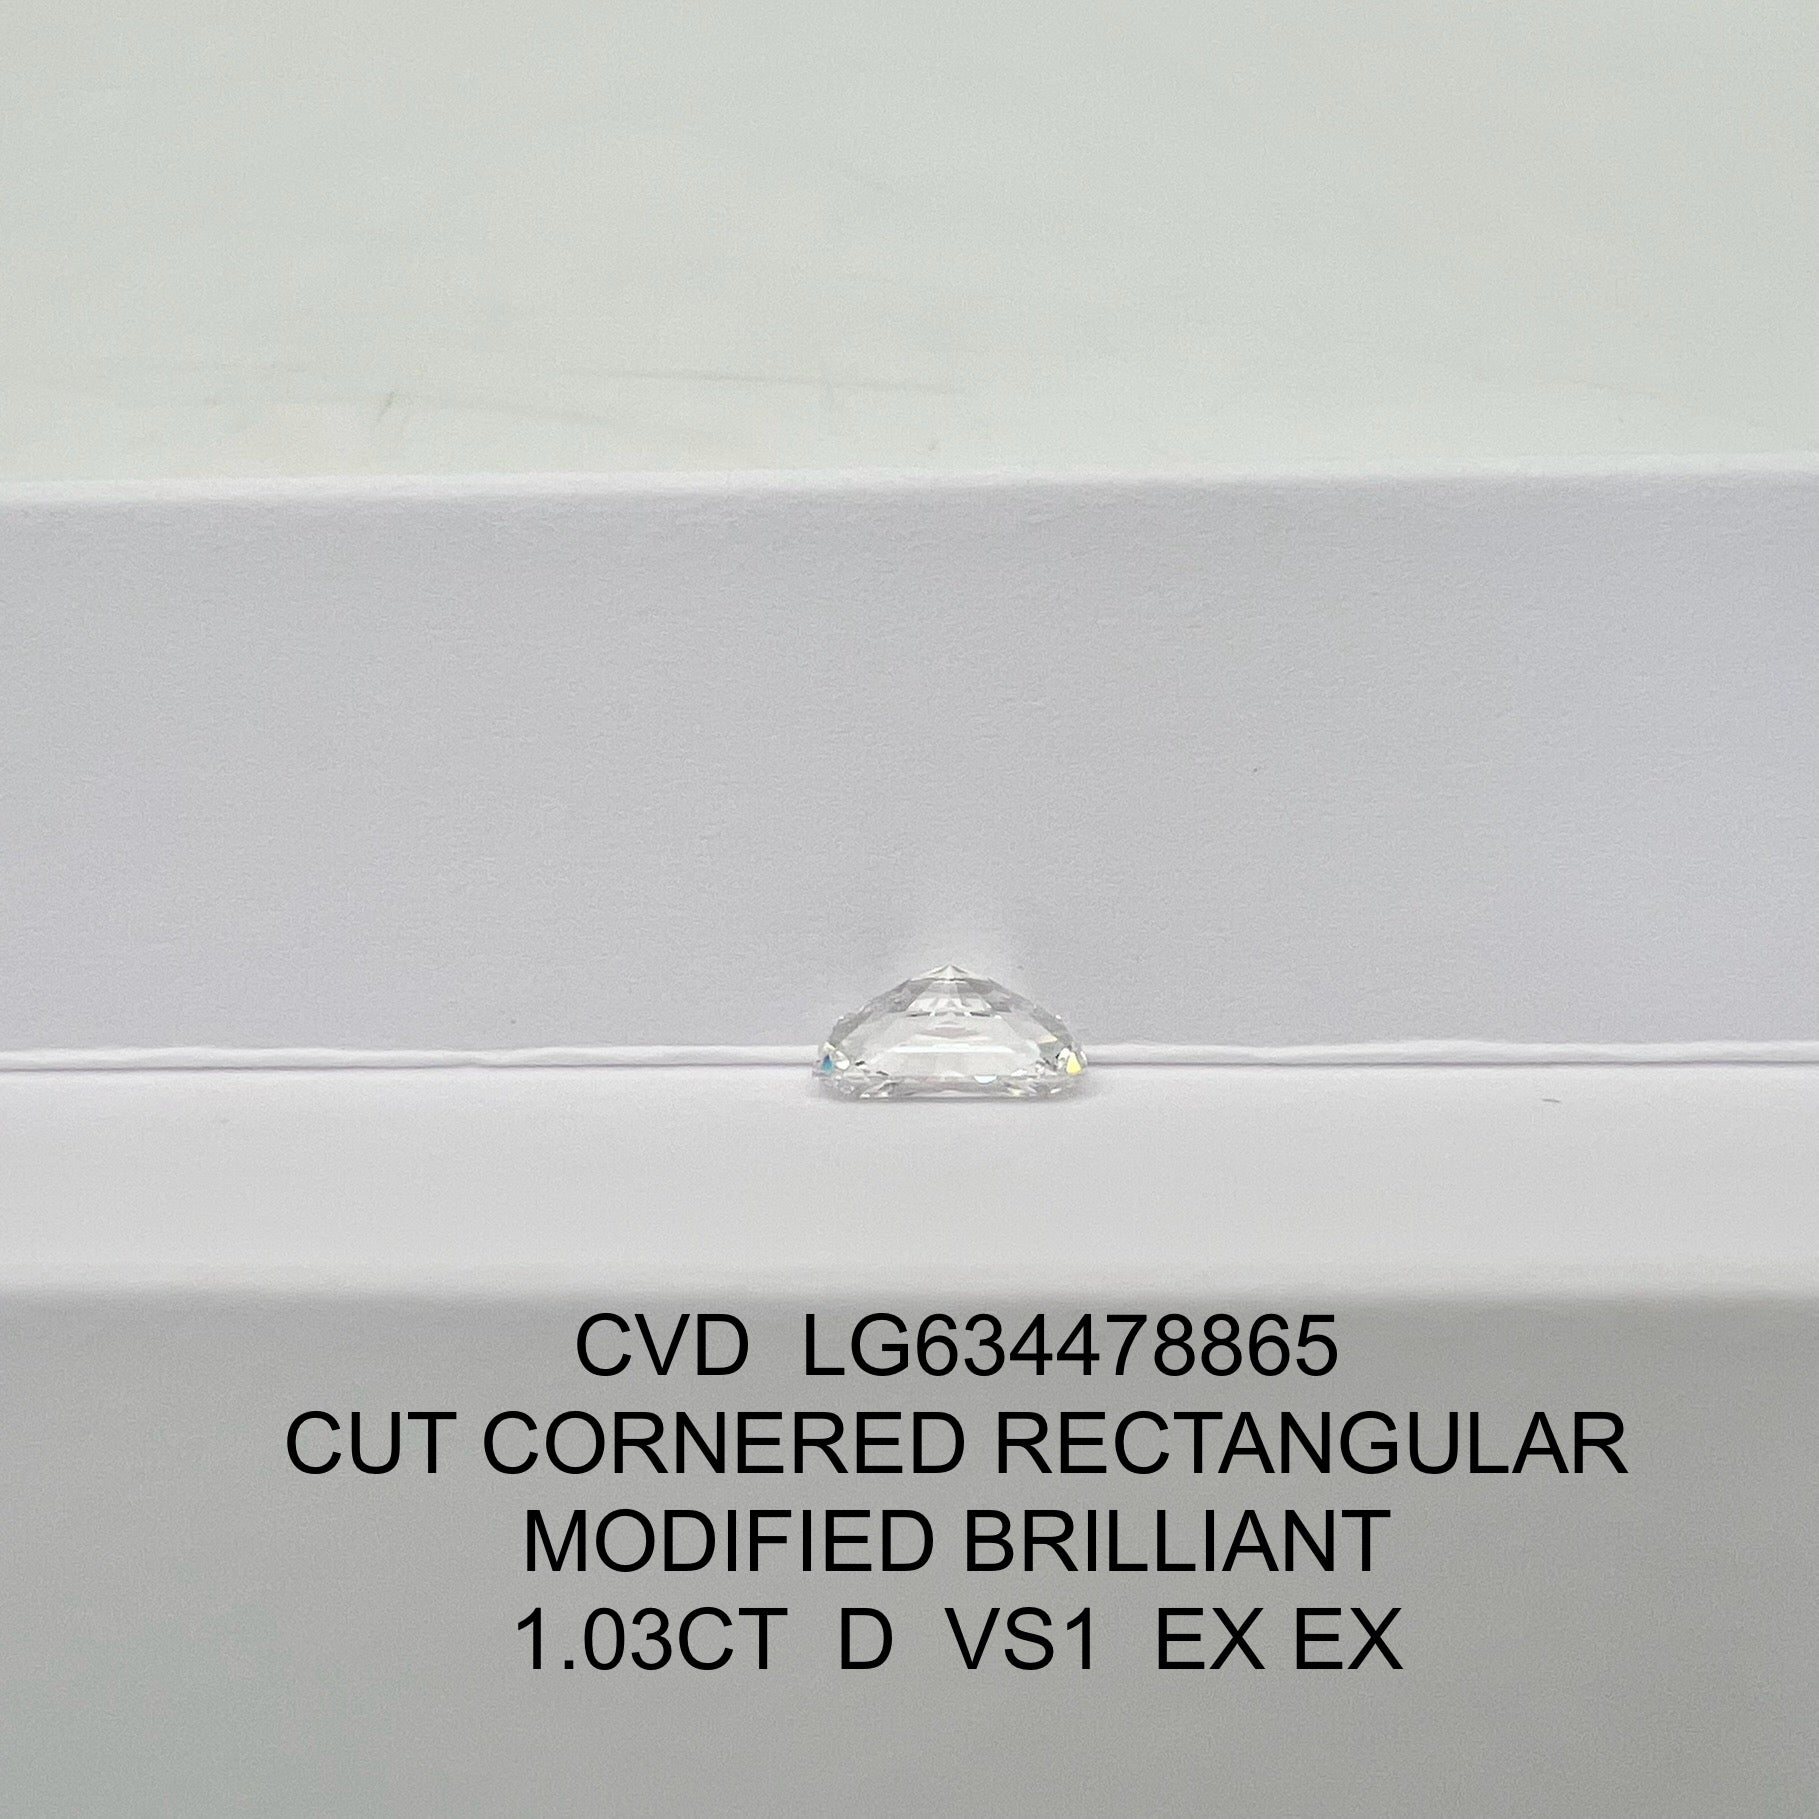 CVD LG634478865
CUT CORNERED RECTANGULAR
MODIFIED BRILLIANT
1.03CT D VS1 EX EX